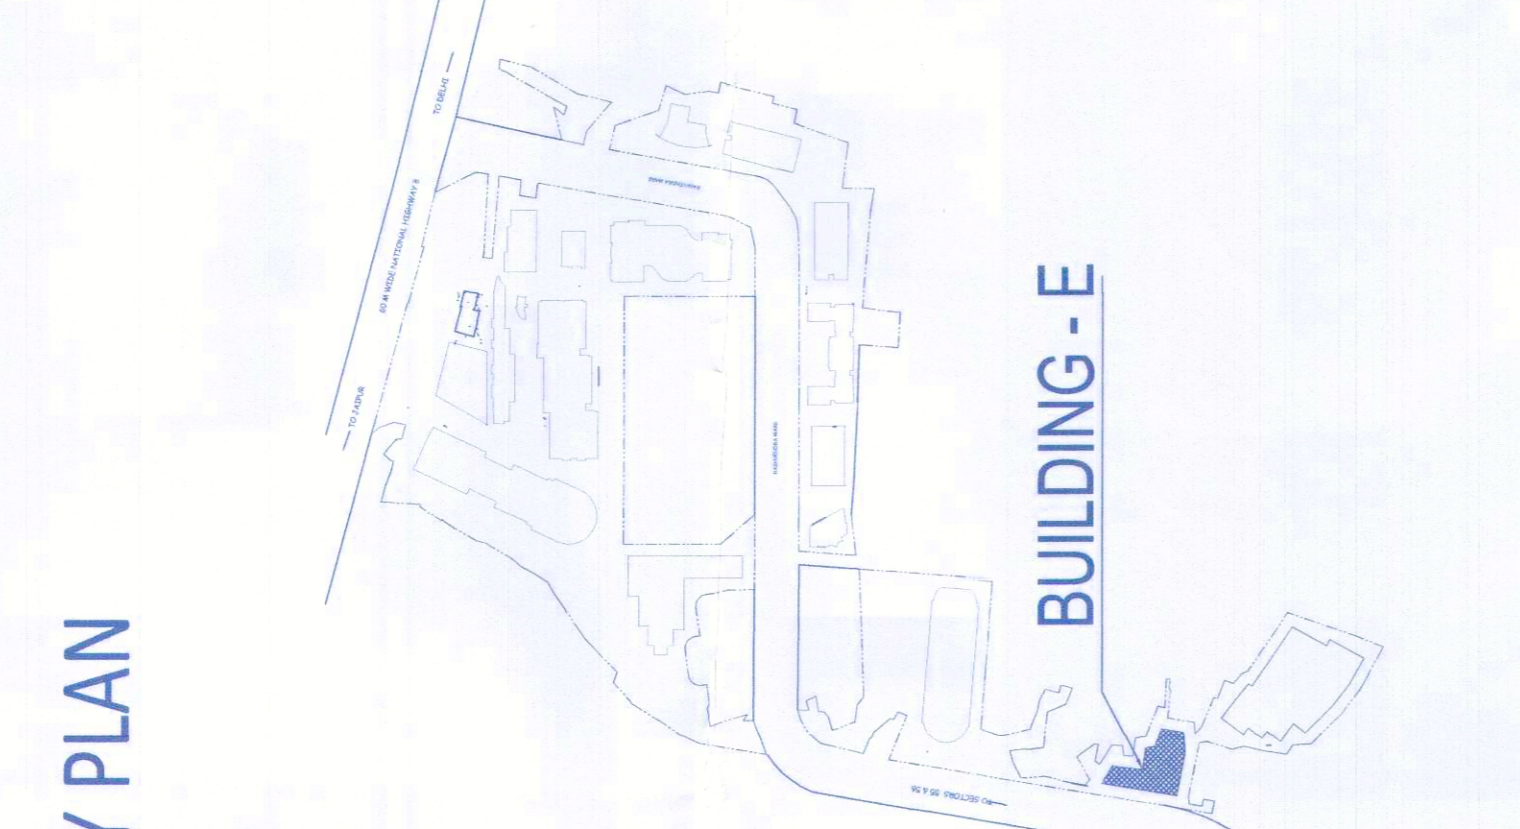 TO DELHI
60 M WIDE NATIONAL HIGHWAY 8
TO JAIPUR
BUILDING - E
Y PLAN
TO SECTORS 55 & 56